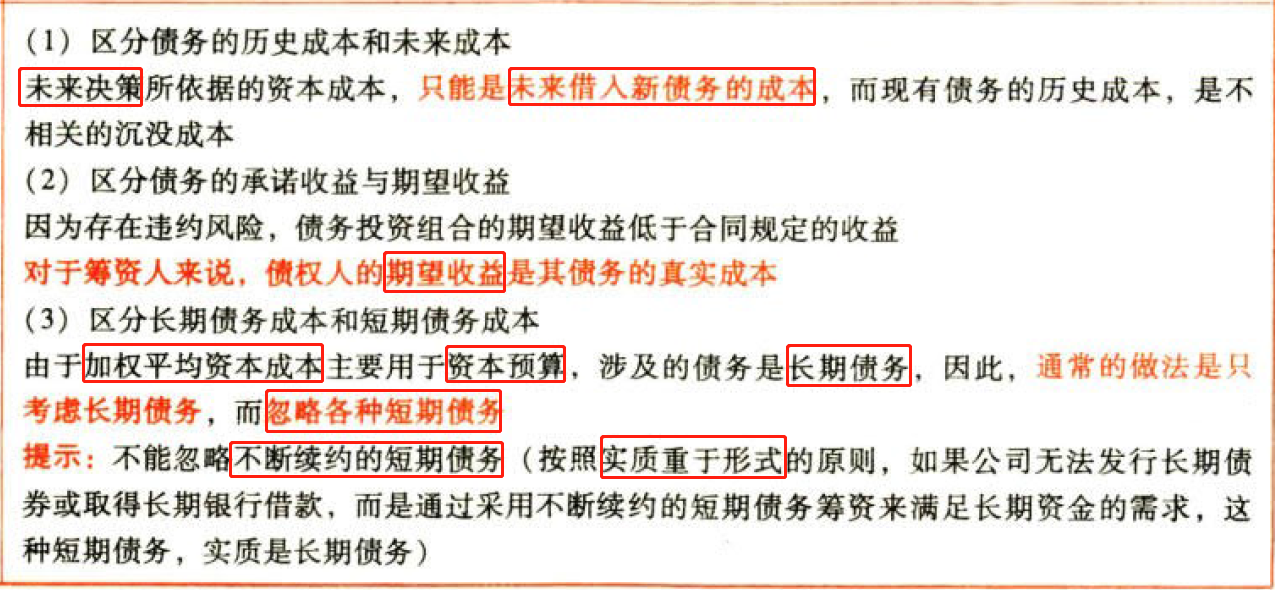 (1) 区分债务的历史成本和未来成本
未来决策所依据的资本成本，只能是未来借入新债务的成本，而现有债务的历史成本，是不
相关的沉没成本
(2) 区分债务的承诺收益与期望收益
因为存在违约风险，债务投资组合的期望收益低于合同规定的收益
对于筹资人来说，债权人的期望收益是其债务的真实成本
(3) 区分长期债务成本和短期债务成本
由于加权平均资本成本主要用于资本预算，涉及的债务是长期债务，因此，通常的做法是只
考虑长期债务，而忽略各种短期债务
提示：不能忽略不断续约的短期债务（按照实质重于形式的原则，如果公司无法发行长期债
券或取得长期银行借款，而是通过采用不断续约的短期债务筹资来满足长期资金的需求，这
种短期债务，实质是长期债务）